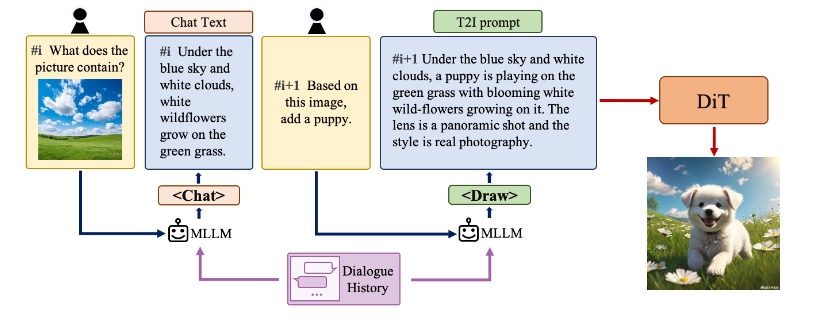 Chat Text
T2I prompt
#i What does the
picture contain?
#i Under the
blue sky and
white clouds,
white
wildflowers
grow on the
green grass.
#i+1 Based on
this image,
add a puppy.
#i+1 Under the blue sky and white
clouds, a puppy is playing on the
green grass with blooming white
wild-flowers growing on it. The
lens is a panoramic shot and the
style is real photography.
DiT
<Chat>
<Draw>
MLLM
MLLM
Dialogue
History